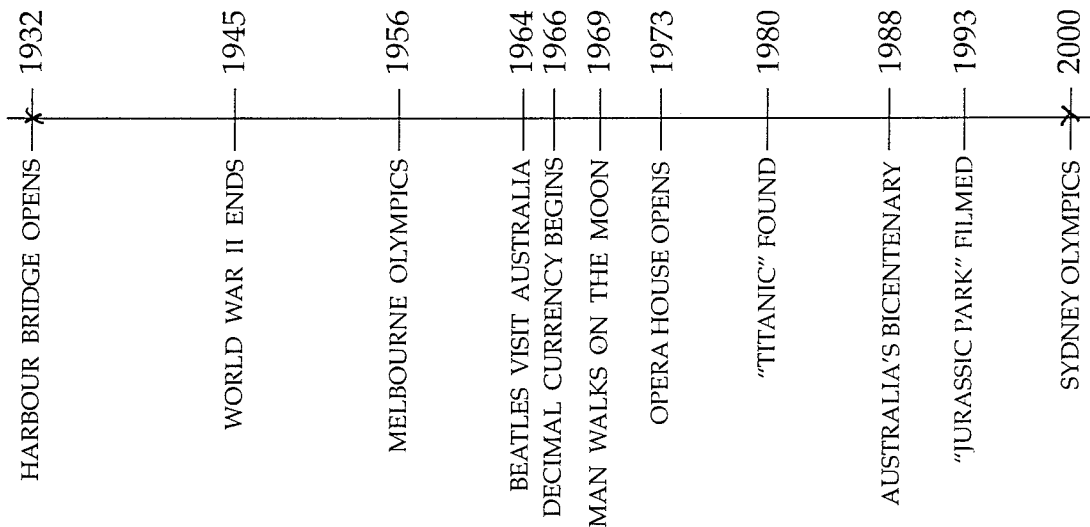 HARBOUR BRIDGE OPENS 1932
WORLD WAR II ENDS 1945
MELBOURNE OLYMPICS 1956
BEATLES VISIT AUSTRALIA 1964
DECIMAL CURRENCY BEGINS 1966
MAN WALKS ON THE MOON 1969
OPERA HOUSE OPENS 1973
"TITANIC" FOUND 1980
AUSTRALIA'S BICENTENARY 1988
"JURASSIC PARK" FILMED 1993
SYDNEY OLYMPICS 2000